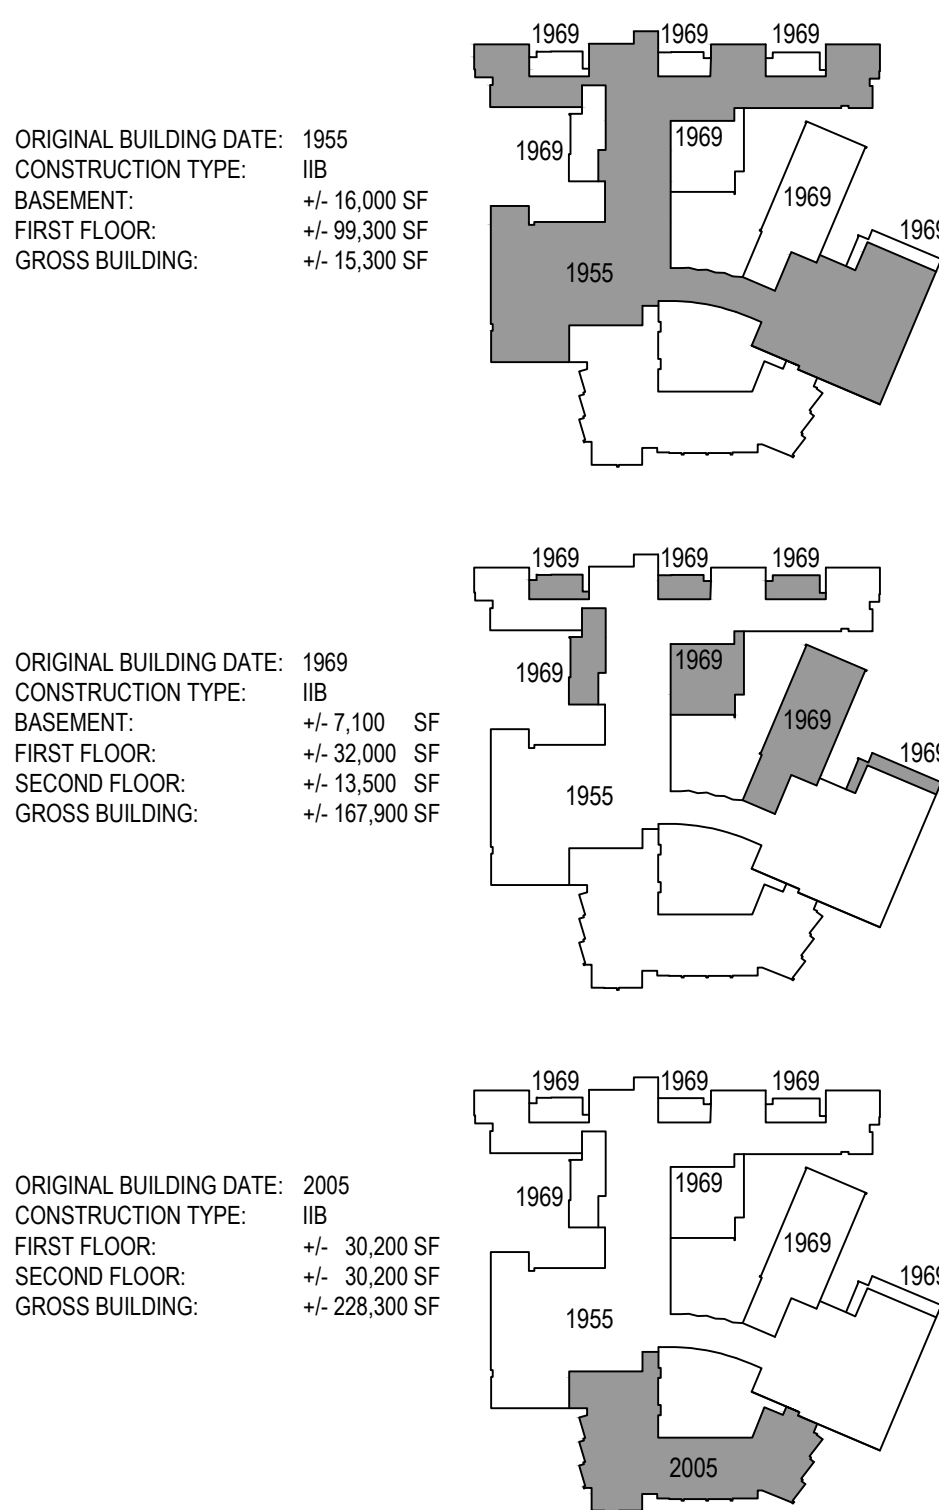 1969 1969 1969
ORIGINAL BUILDING DATE: 1955
CONSTRUCTION TYPE: IIB
BASEMENT: +/- 16,000 SF
FIRST FLOOR: +/- 99,300 SF
GROSS BUILDING: +/- 15,300 SF
1969 1969
1969
1969
1955
1969 1969 1969
ORIGINAL BUILDING DATE: 1969
CONSTRUCTION TYPE: IIB
BASEMENT: +/- 7,100 SF
FIRST FLOOR: +/- 32,000 SF
SECOND FLOOR: +/- 13,500 SF
GROSS BUILDING: +/- 167,900 SF
1969 1969
1969
1969
1955
1969 1969 1969
ORIGINAL BUILDING DATE: 2005
CONSTRUCTION TYPE: IIB
FIRST FLOOR: +/- 30,200 SF
SECOND FLOOR: +/- 30,200 SF
GROSS BUILDING: +/- 228,300 SF
1969 1969
1969
1969
1955
2005